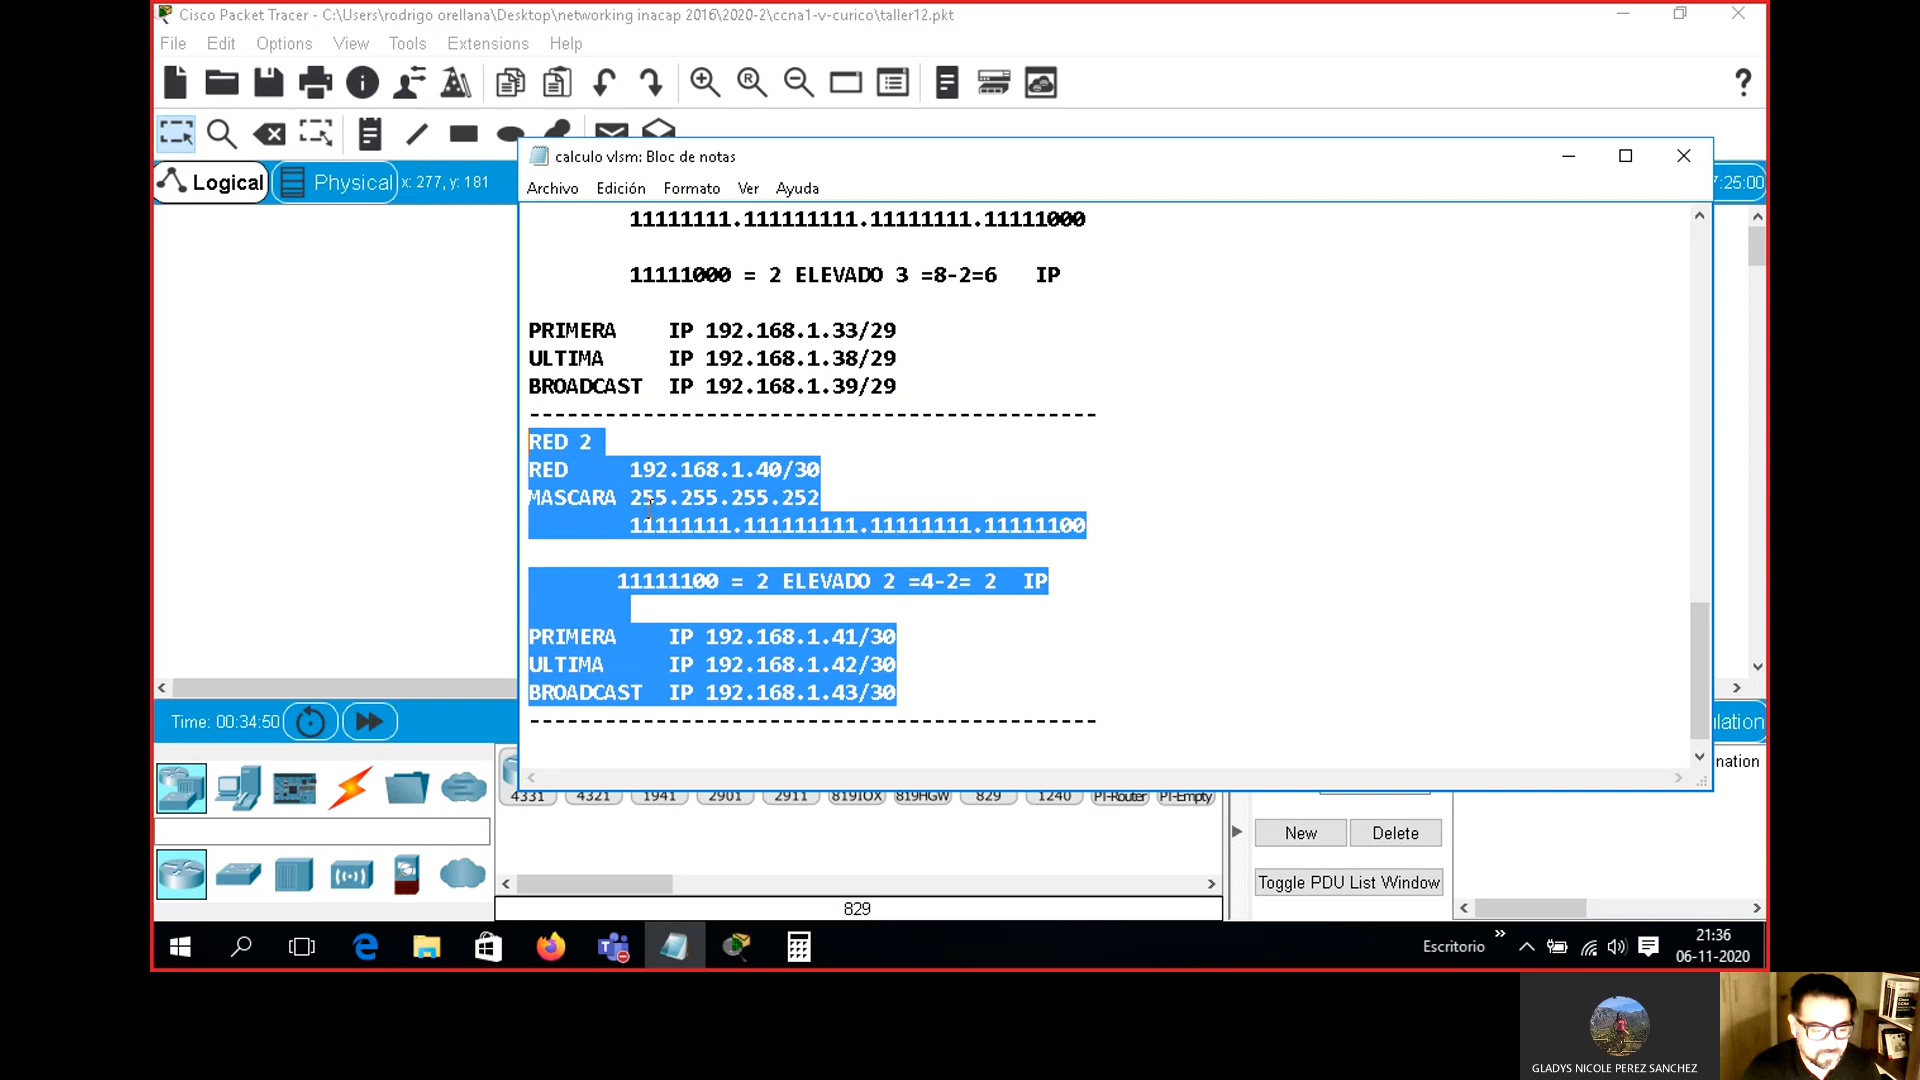 Cisco Packet Tracer - C:\Users\rodrigo orellana\Desktop\networking inacap 2016\2020-2\ccna1-v-curico\taller12.pkt
File Edit Options View Tools Extensions Help
Logical Physical x: 277, y: 181
7:25:00
calculo vlsm: Bloc de notas
Archivo Edición Formato Ver Ayuda
11111111.111111111.11111111.11111000
11111000 = 2 ELEVADO 3 =8-2=6 IP
PRIMERA IP 192.168.1.33/29
ULTIMA IP 192.168.1.38/29
BROADCAST IP 192.168.1.39/29
---------------------------------------------
RED 2
RED 192.168.1.40/30
MASCARA 255.255.255.252
11111111.111111111.11111111.11111100
11111100 = 2 ELEVADO 2 =4-2= 2 IP
PRIMERA IP 192.168.1.41/30
ULTIMA IP 192.168.1.42/30
BROADCAST IP 192.168.1.43/30
---------------------------------------------
Time: 00:34:50
lation
nation
4331 4321 1941 2901 2911 819IOX 819HGW 829 1240 PT-Router PT-Empty
New Delete
Toggle PDU List Window
829
Escritorio
21:36
06-11-2020
GLADYS NICOLE PEREZ SANCHEZ